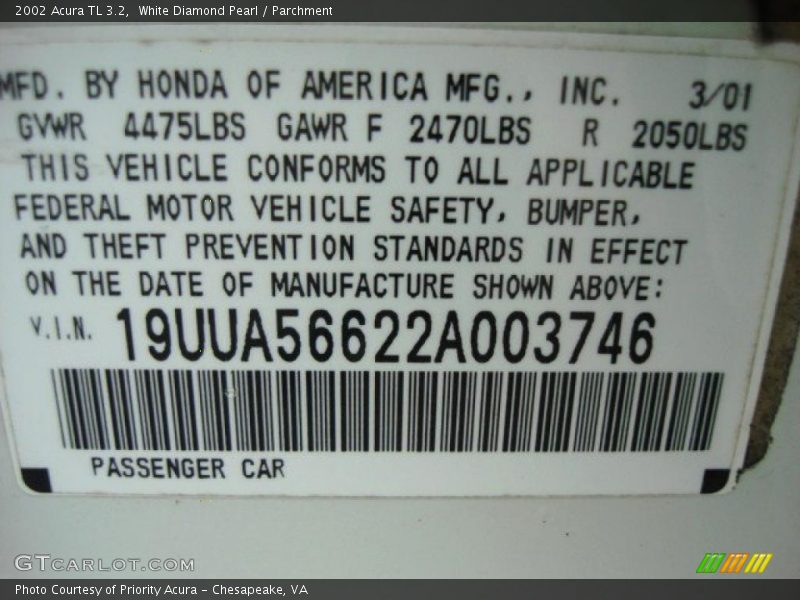 2002 Acura TL 3.2,  White Diamond Pearl / Parchment
MFD. BY HONDA OF AMERICA MFG., INC. 3/01
GVWR 4475LBS GAWR F 2470LBS R 2050LBS
THIS VEHICLE CONFORMS TO ALL APPLICABLE
FEDERAL MOTOR VEHICLE SAFETY, BUMPER,
AND THEFT PREVENTION STANDARDS IN EFFECT
ON THE DATE OF MANUFACTURE SHOWN ABOVE:
V.I.N. 19UUA56622A003746
PASSENGER CAR
GTCARLOT.COM
Photo Courtesy of Priority Acura – Chesapeake, VA